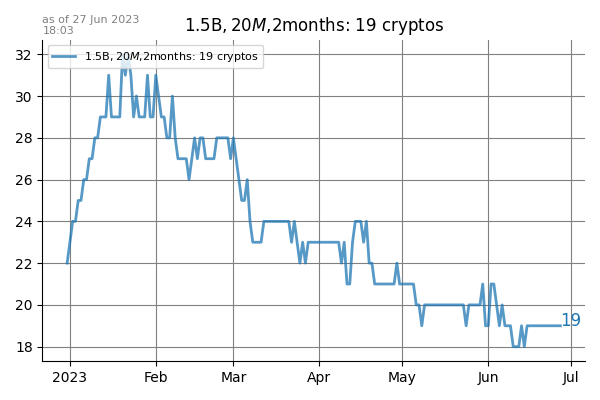 as of 27 Jun 2023
18:03
1.5B, 20M,2months: 19 cryptos
1.5B, 20M,2months: 19 cryptos
32
30
28
26
24
22
20
18
19
2023 Feb Mar Apr May Jun Jul